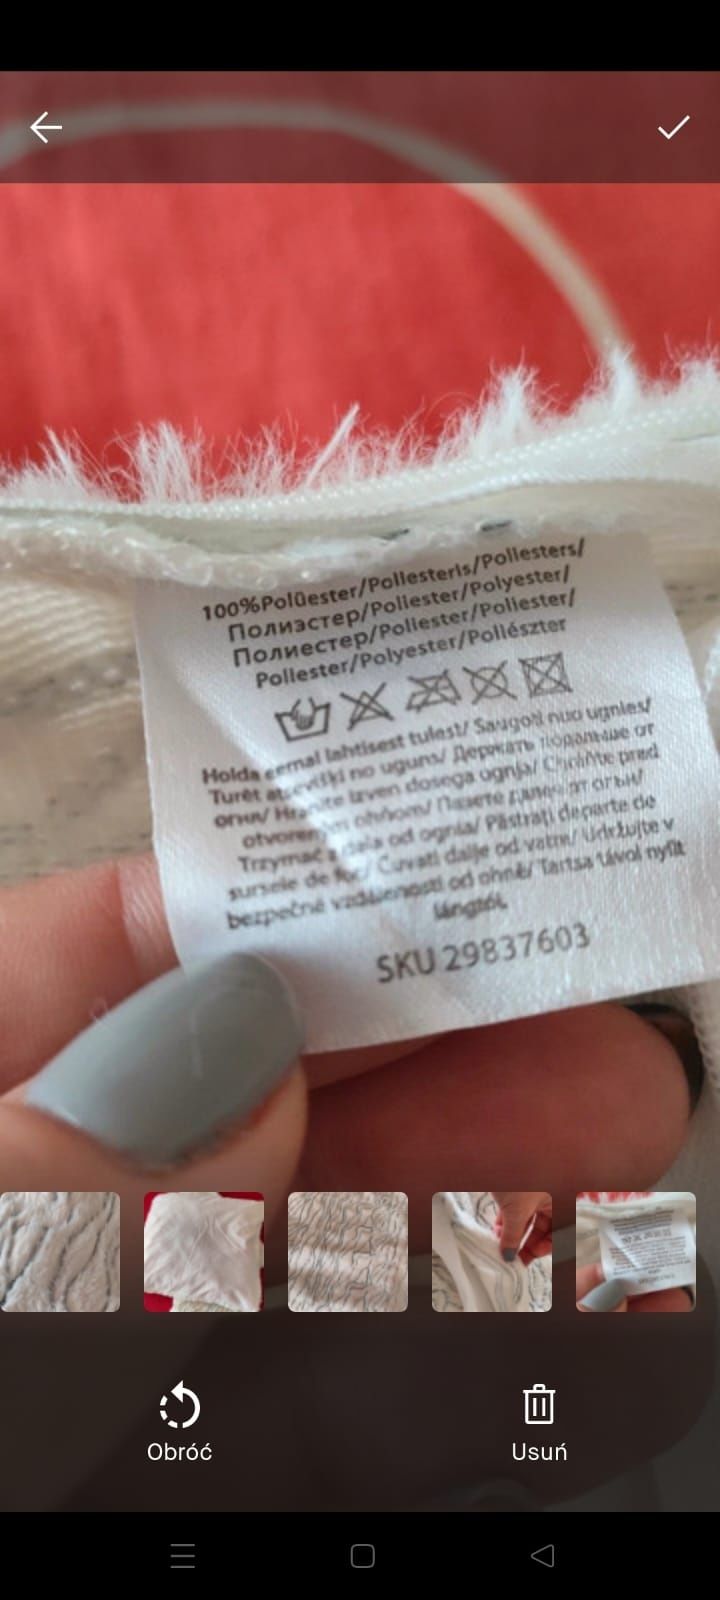 100%Polüester/Poliesteris/Poliesters/
Полиэстер/Poliester/Polyester/
Полиестер/Poliester/Poliester/
Poliester/Polyester/Poliészter
Holda eemal lahtisest tulest/ Saugoti nuo ugnies/
Turēt atsevišķi no uguns/ Держать подальше от
огня/ Hranite izven dosega ognja/ Chráňte pred
otvoreným ohňom/ Пазете далеч от огън/
Trzymać z dala od ognia/ Păstrați departe de
sursele de foc/ Čuvati dalje od vatre/ Udržujte v
bezpečné vzdálenosti od ohně/ Tartsa távol nyílt
lángtól.
SKU 29837603
Obróć
Usuń